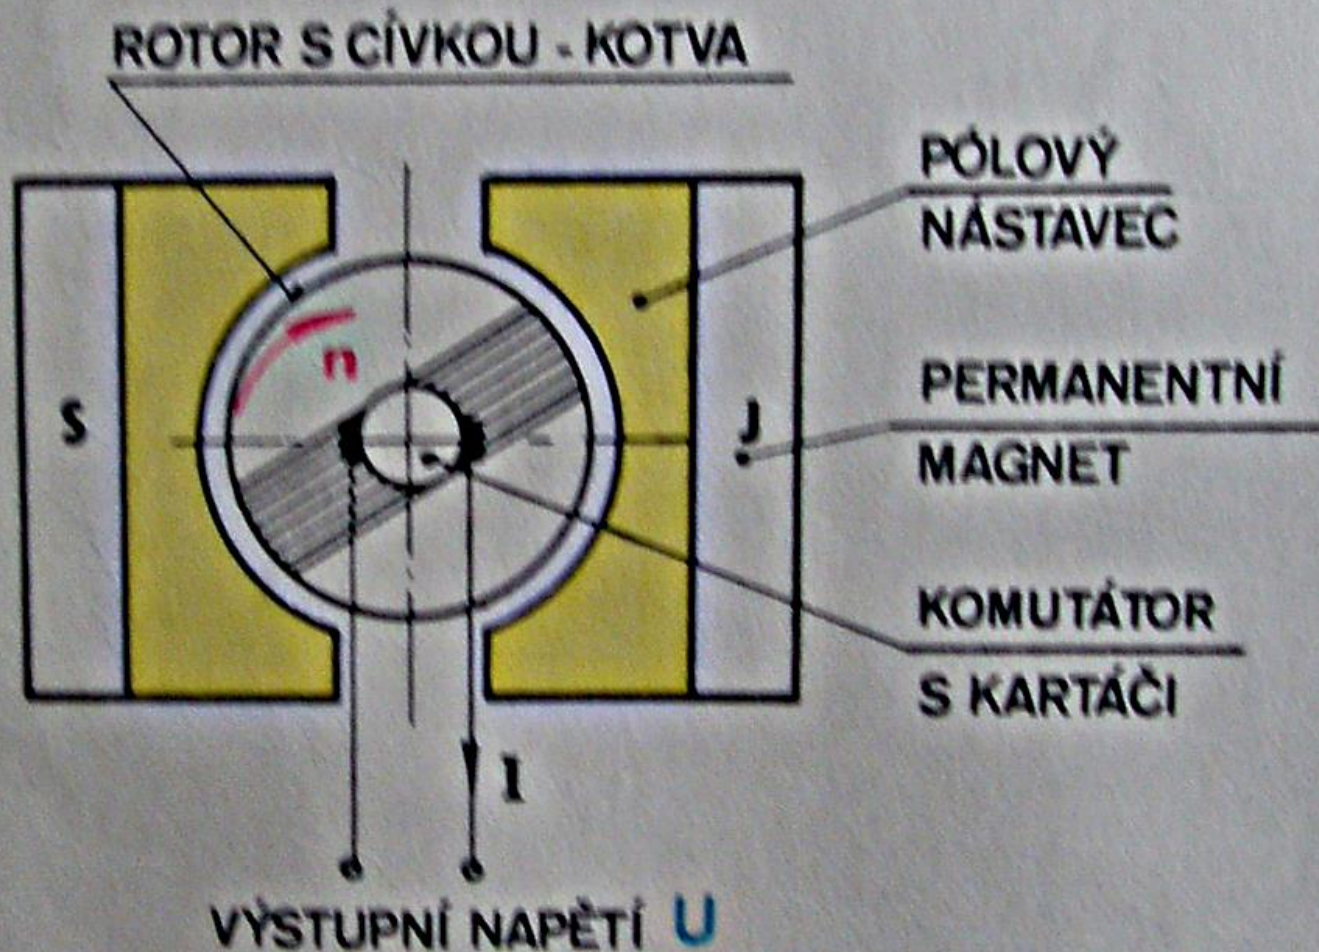 ROTOR S CÍVKOU - KOTVA
PÓLOVÝ
NÁSTAVEC
n
S
J
PERMANENTNÍ
MAGNET
KOMUTÁTOR
S KARTÁČI
I
VÝSTUPNÍ NAPĚTÍ U